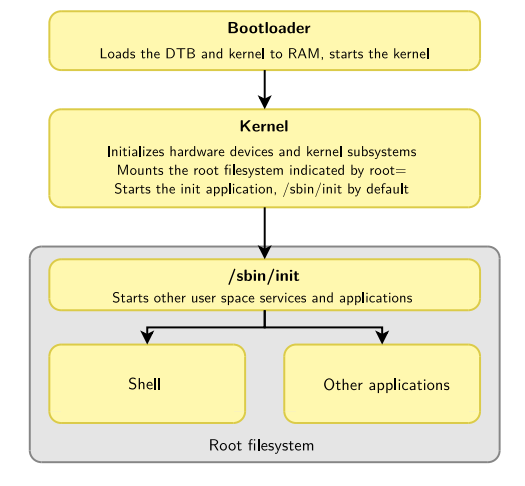 Bootloader
Loads the DTB and kernel to RAM, starts the kernel
Kernel
Initializes hardware devices and kernel subsystems
Mounts the root filesystem indicated by root=
Starts the init application, /sbin/init by default
/sbin/init
Starts other user space services and applications
Shell
Other applications
Root filesystem